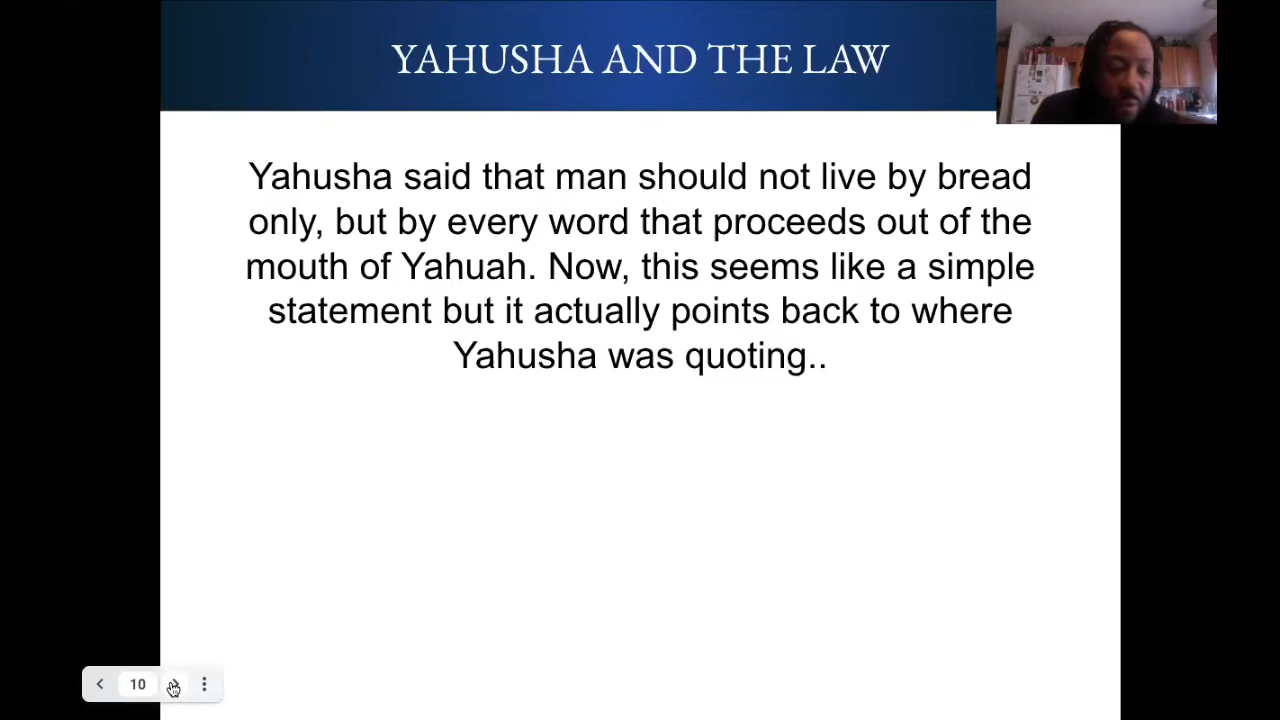 YAHUSHA AND THE LAW
Yahusha said that man should not live by bread
only, but by every word that proceeds out of the
mouth of Yahuah. Now, this seems like a simple
statement but it actually points back to where
Yahusha was quoting..
10